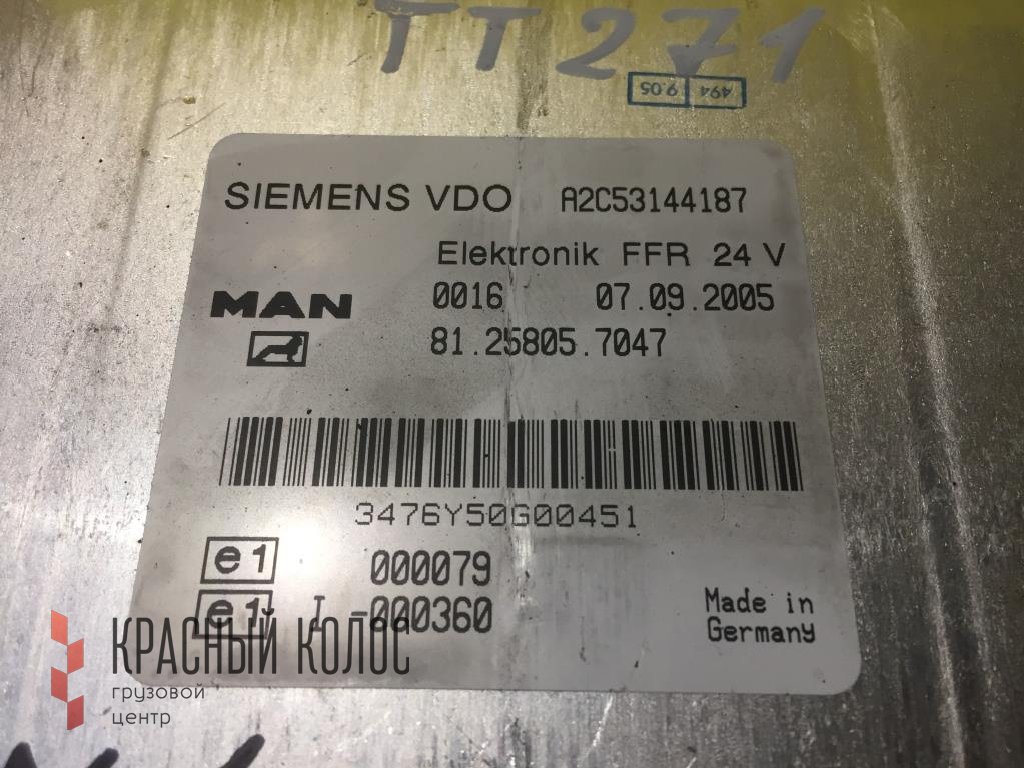 TT271
494 9.05
SIEMENS VDO A2C53144187
Elektronik FFR 24 V
MAN 0016 07.09.2005
81.25805.7047
3476Y50G00451
e1 000079
e1 I -000360
Made in
Germany
КРАСНЫЙ КОЛОС
грузовой
центр